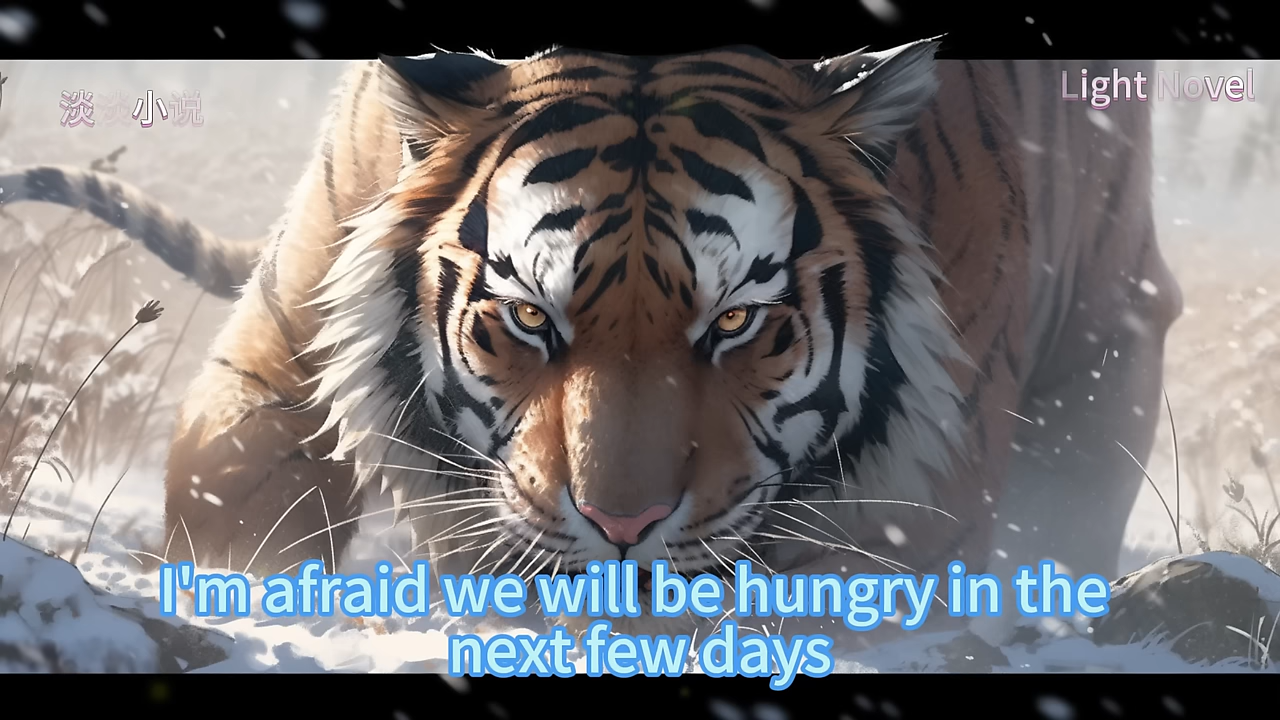 淡淡小说
Light Novel
I'm afraid we will be hungry in the
next few days